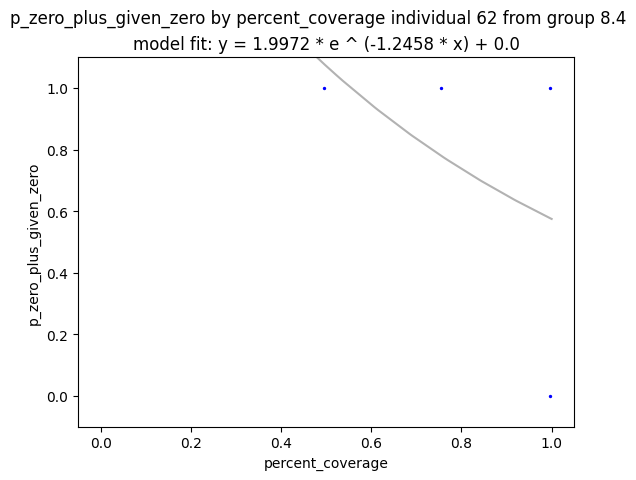 p_zero_plus_given_zero by percent_coverage individual 62 from group 8.4
model fit: y = 1.9972 * e ^ (-1.2458 * x) + 0.0
p_zero_plus_given_zero
1.0
0.8
0.6
0.4
0.2
0.0
0.0 0.2 0.4 0.6 0.8 1.0
percent_coverage